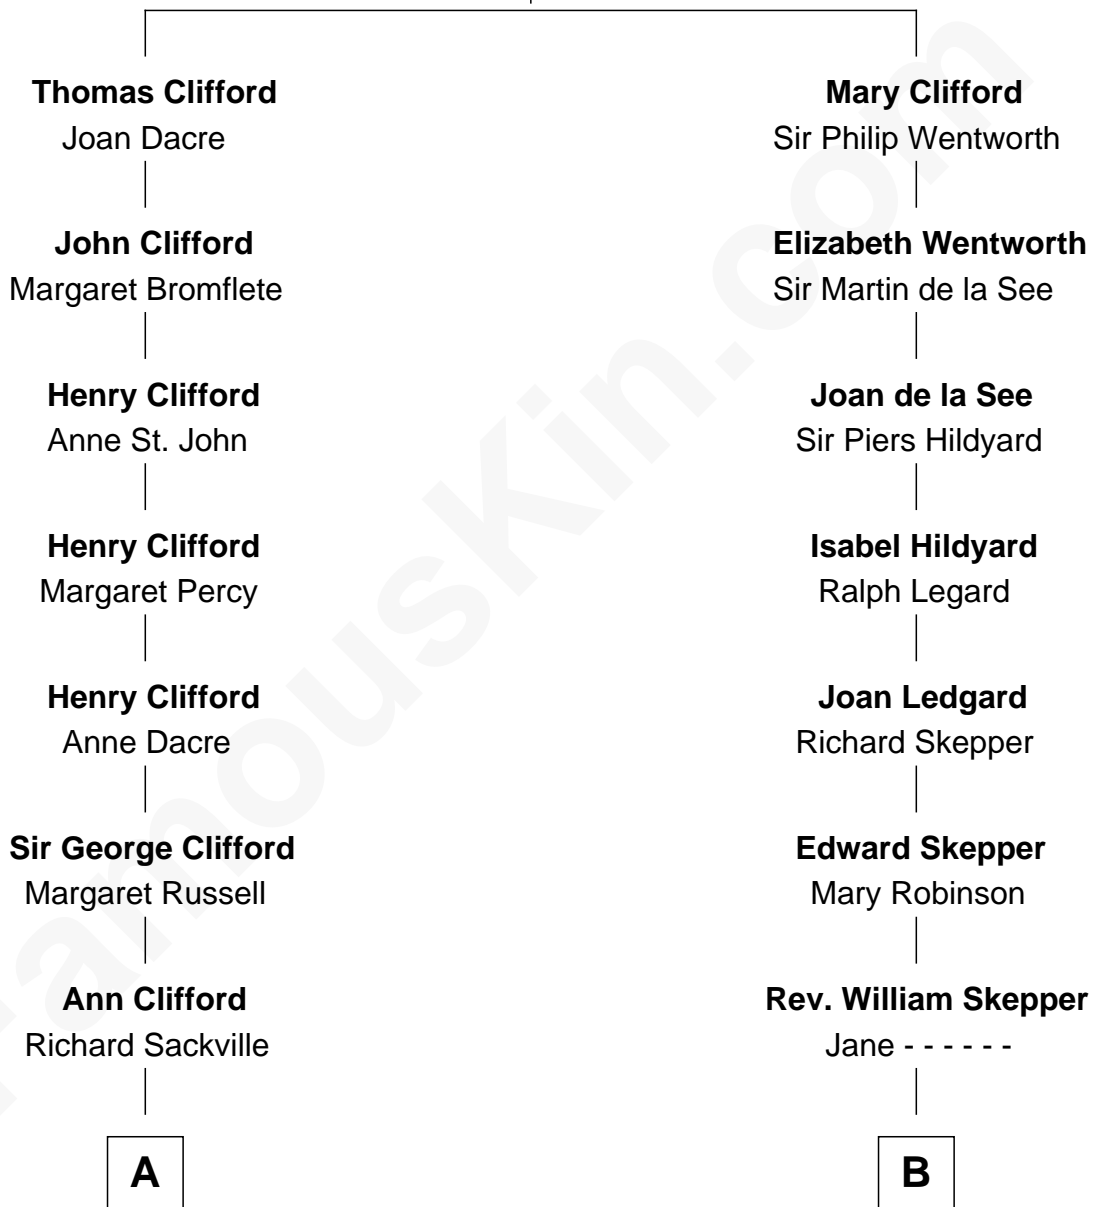 Thomas Clifford
Joan Dacre
John Clifford
Margaret Bromflete
Henry Clifford
Anne St. John
Henry Clifford
Margaret Percy
Henry Clifford
Anne Dacre
Sir George Clifford
Margaret Russell
Ann Clifford
Richard Sackville
A
Mary Clifford
Sir Philip Wentworth
Elizabeth Wentworth
Sir Martin de la See
Joan de la See
Sir Piers Hildyard
Isabel Hildyard
Ralph Legard
Joan Ledgard
Richard Skepper
Edward Skepper
Mary Robinson
Rev. William Skepper
Jane - - - - - -
B
FamousKin.com